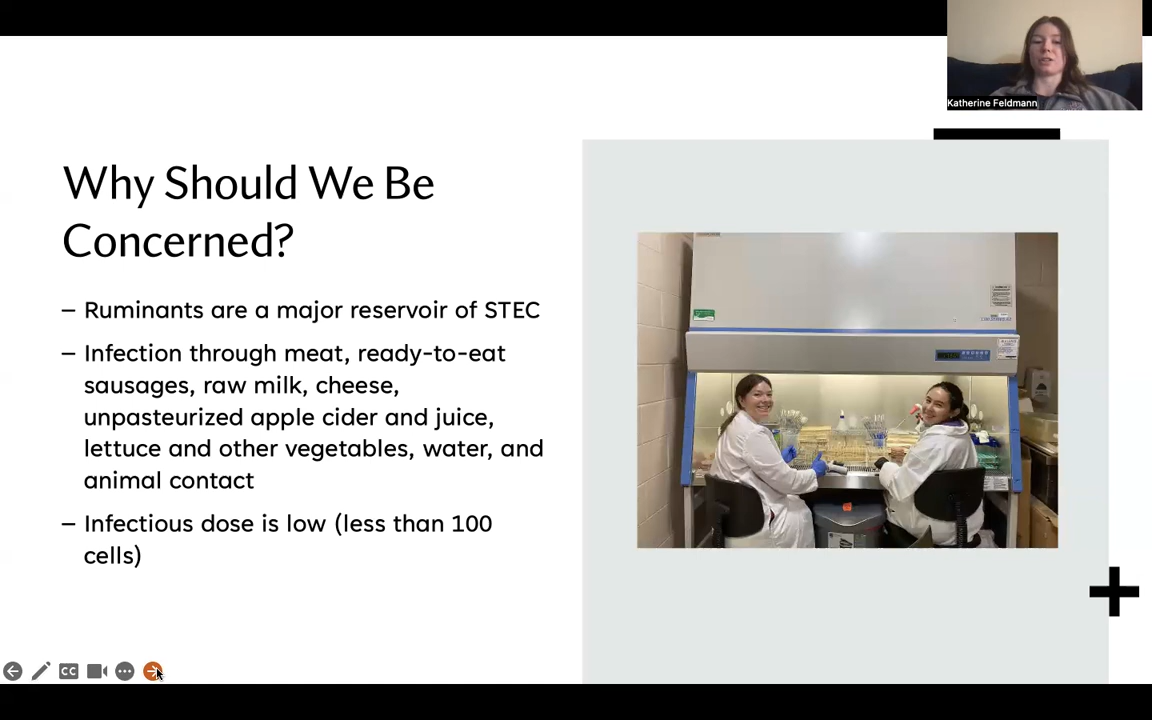 Katherine Feldmann
Why Should We Be
Concerned?
– Ruminants are a major reservoir of STEC
– Infection through meat, ready-to-eat
sausages, raw milk, cheese,
unpasteurized apple cider and juice,
lettuce and other vegetables, water, and
animal contact
– Infectious dose is low (less than 100
cells)
CC